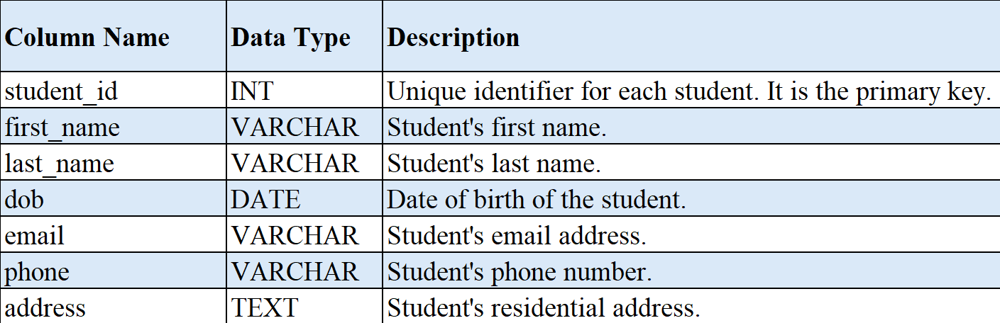 Column Name Data Type Description
student_id INT Unique identifier for each student. It is the primary key.
first_name VARCHAR Student's first name.
last_name VARCHAR Student's last name.
dob DATE Date of birth of the student.
email VARCHAR Student's email address.
phone VARCHAR Student's phone number.
address TEXT Student's residential address.